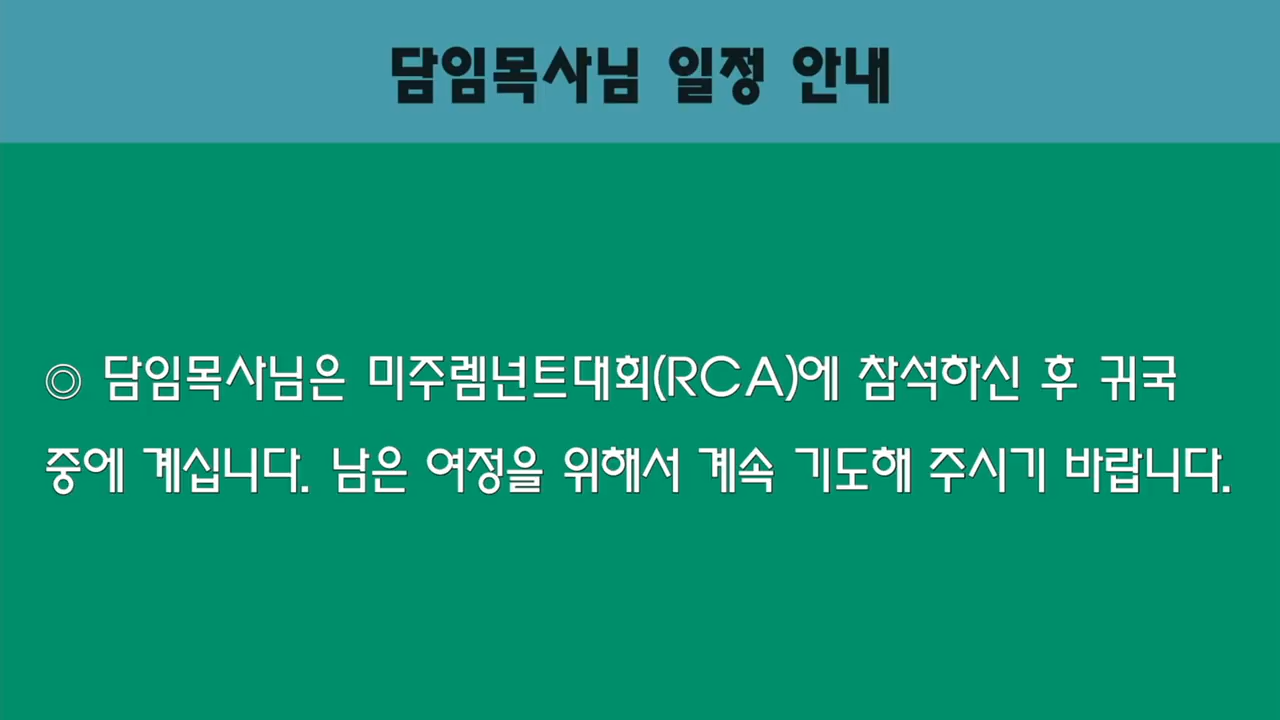 담임목사님 일정 안내
◎ 담임목사님은 미주렘넌트대회(RCA)에 참석하신 후 귀국
중에 계십니다. 남은 여정을 위해서 계속 기도해 주시기 바랍니다.